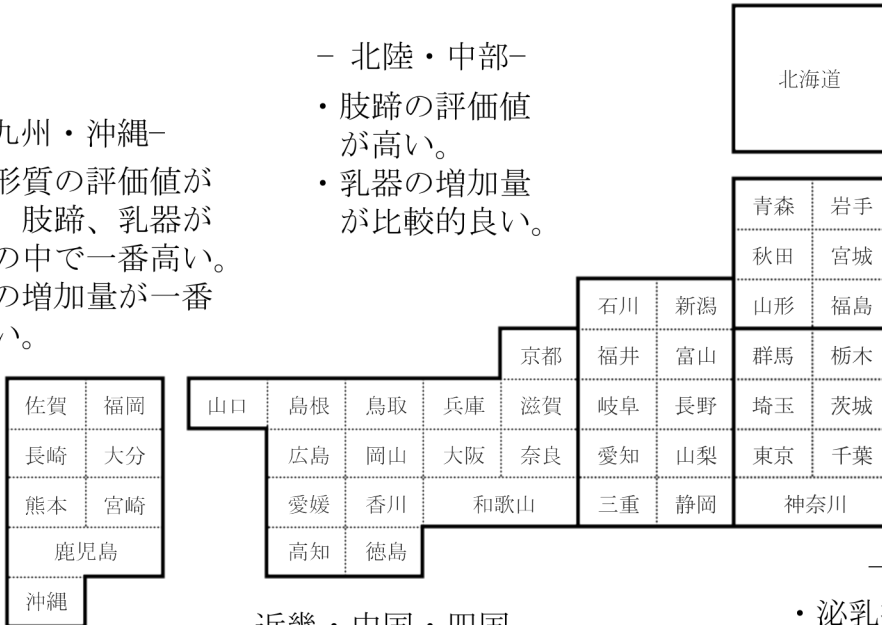 − 北陸・中部−
・肢蹄の評価値
が高い。
・乳器の増加量
が比較的良い。
九州・沖縄−
形質の評価値が
肢蹄、乳器が
の中で一番高い。
の増加量が一番
い。
北海道
青森 岩手
秋田 宮城
石川 新潟 山形 福島
京都 福井 富山 群馬 栃木
佐賀 福岡 山口 島根 鳥取 兵庫 滋賀 岐阜 長野 埼玉 茨城
長崎 大分 広島 岡山 大阪 奈良 愛知 山梨 東京 千葉
熊本 宮崎 愛媛 香川 和歌山 三重 静岡 神奈川
鹿児島 高知 徳島
沖縄
近畿・中国・四国
・泌乳